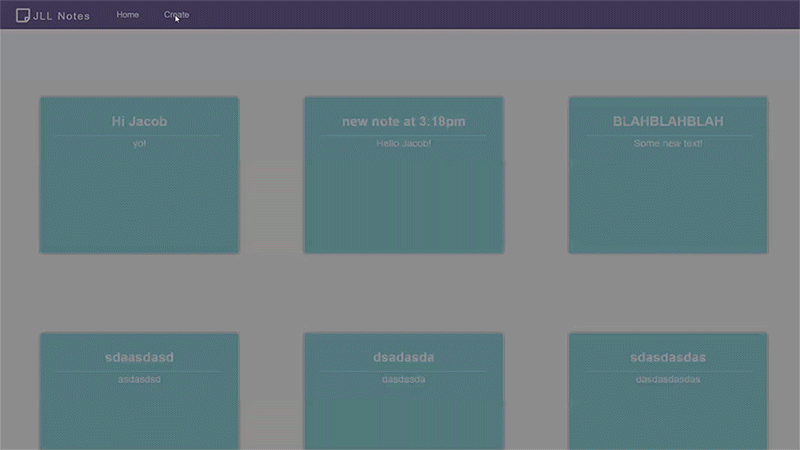 JLL Notes Home Create
Hi Jacob
yo!
new note at 3:18pm
Hello Jacob!
BLAHBLAHBLAH
Some new text!
sdaasdasd
asdasdsd
dsadasda
dasdasda
sdasdasdas
dasdasdasdas